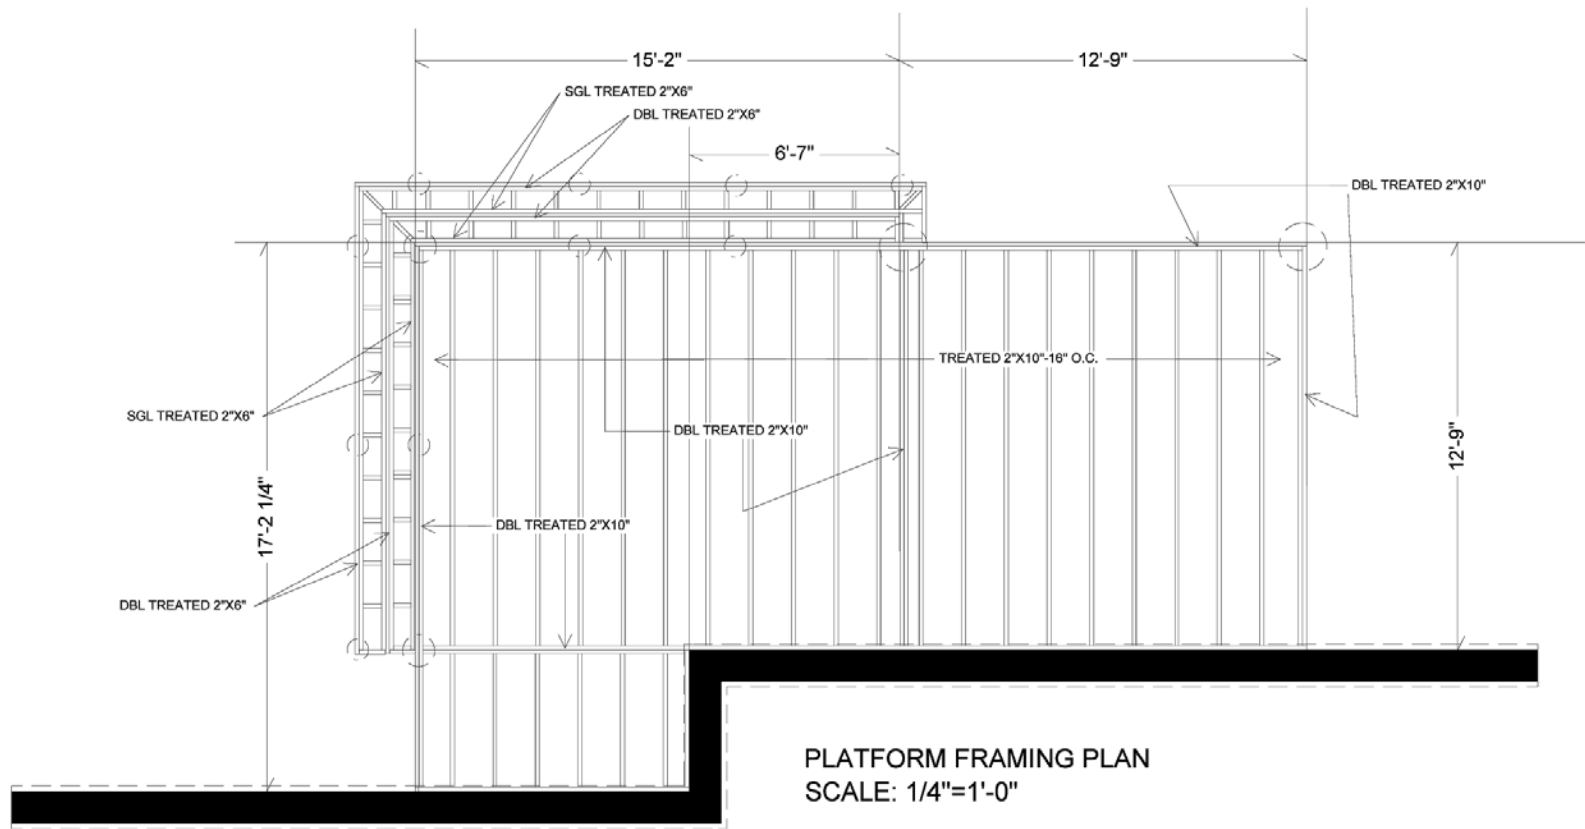 15'-2"
12'-9"
SGL TREATED 2"X6"
DBL TREATED 2"X6"
6'-7"
DBL TREATED 2"X10"
TREATED 2"X10"-16" O.C.
SGL TREATED 2"X6"
DBL TREATED 2"X10"
12'-9"
17'-2 1/4"
DBL TREATED 2"X10"
DBL TREATED 2"X6"
PLATFORM FRAMING PLAN
SCALE: 1/4"=1'-0"